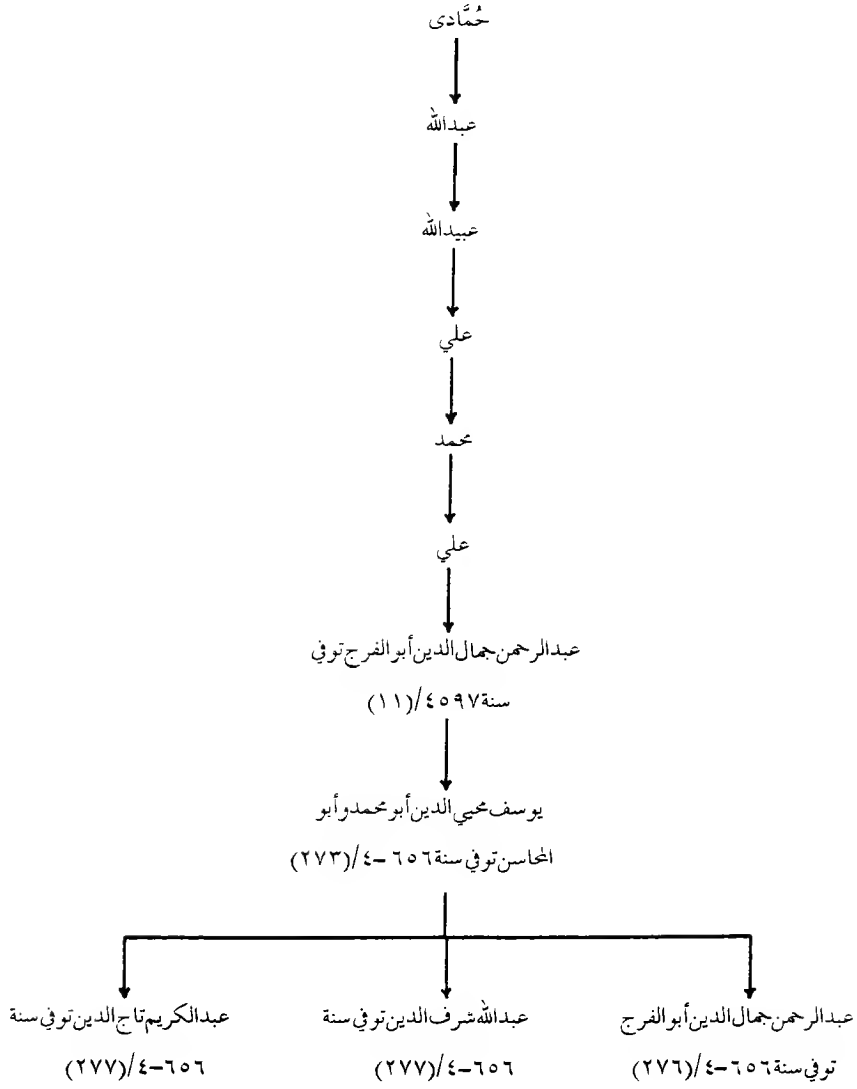 حُمَّادى
عبدالله
عبيدالله
علي
محمد
علي
عبدالرحمن جمال الدين أبو الفرج توفي
سنة ٤٥٩٧/(١١)
يوسف محيي الدين أبو محمد وأبو
المحاسن توفي سنة ٦٥٦-٤/(٢٧٣)
عبدالرحمن جمال الدين أبو الفرج
توفي سنة ٦٥٦-٤/(٢٧٦)
عبدالله شرف الدين توفي سنة
٦٥٦-٤/(٢٧٧)
عبدالكريم تاج الدين توفي سنة
٦٥٦-٤/(٢٧٧)